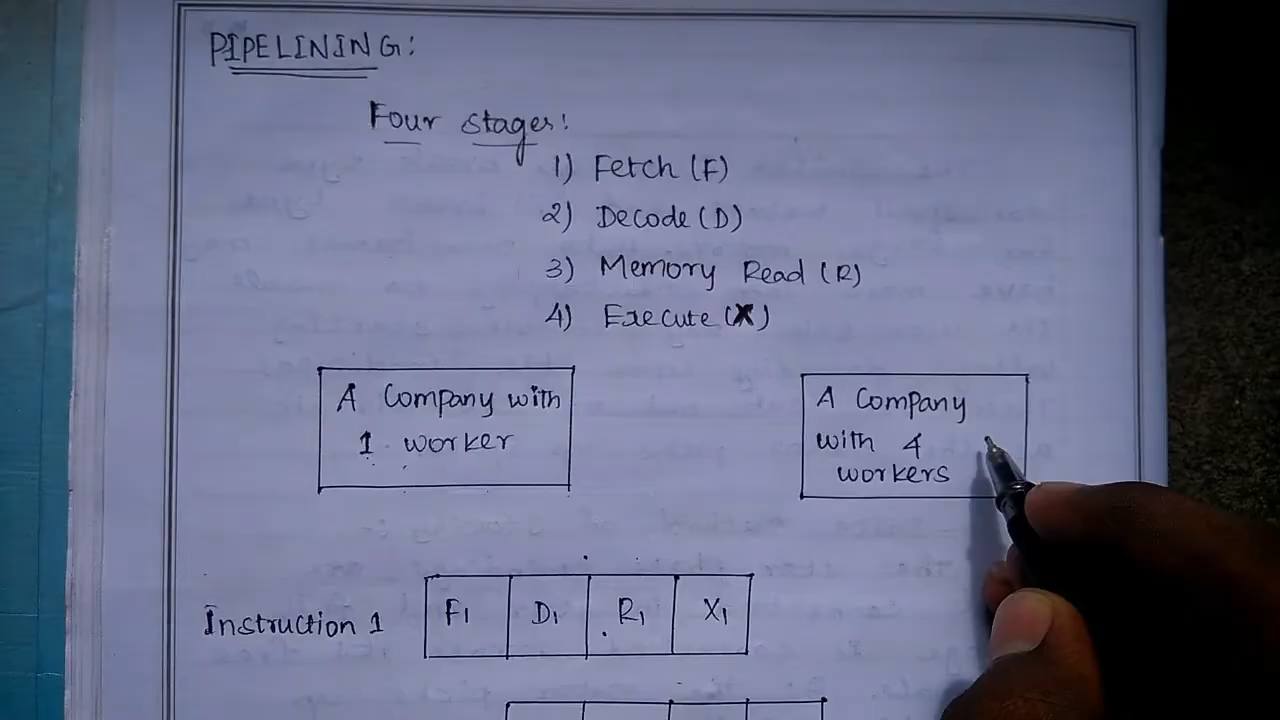 PIPELINING:
Four stages:
1) Fetch (F)
2) Decode (D)
3) Memory Read (R)
4) Execute (X)
A Company with
1 worker
A Company
with 4
workers
Instruction 1
F1 D1 R1 X1